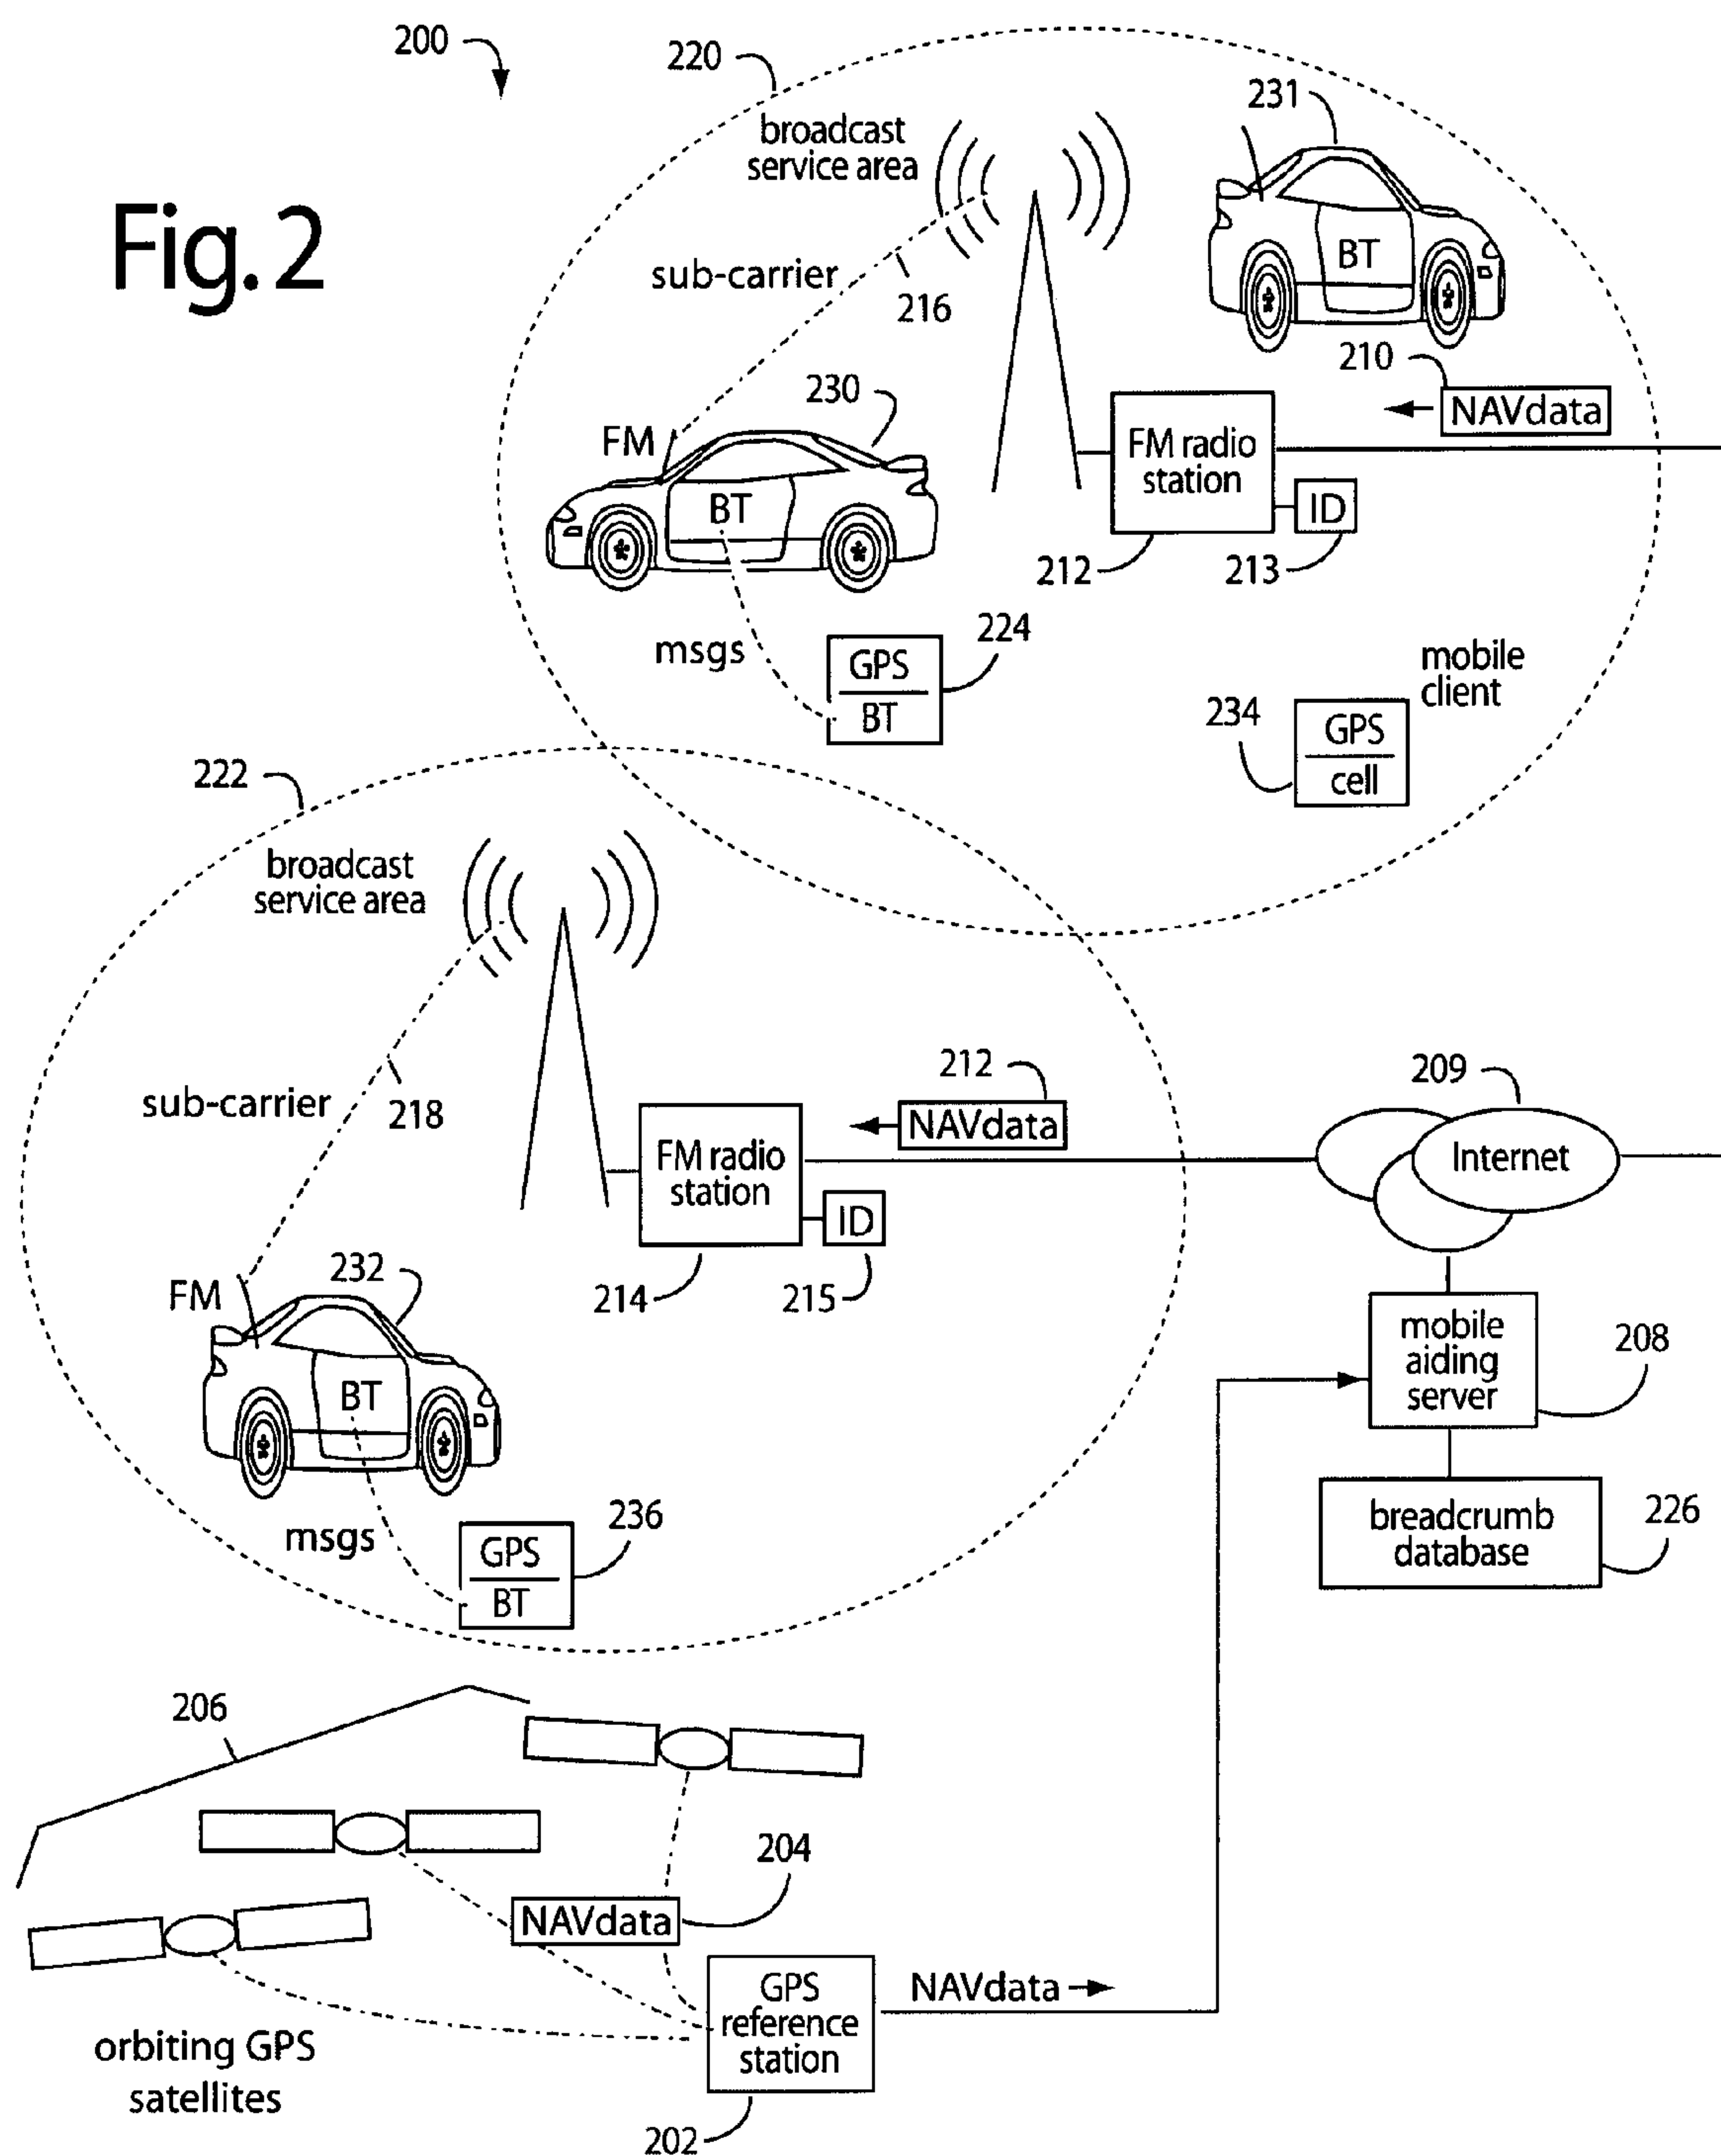 200
220
231
broadcast
service area
Fig. 2
BT
sub-carrier
216
210
NAVdata
230
FM
FM radio
station
BT
ID
212
213
msgs
224
GPS
BT
mobile
client
234
GPS
cell
222
broadcast
service area
212
209
sub-carrier
218
NAVdata
FM radio
station
Internet
ID
232
FM
214
215
mobile
aiding
server
208
BT
236
msgs
GPS
BT
breadcrumb
database
226
206
204
NAVdata
GPS
reference
station
NAVdata
orbiting GPS
satellites
202